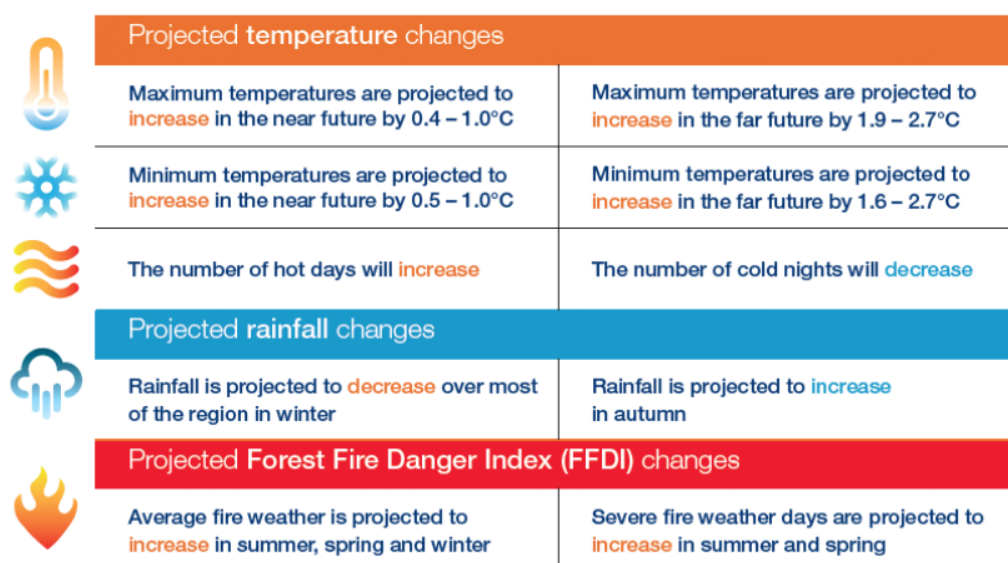 Projected temperature changes
Maximum temperatures are projected to
increase in the near future by 0.4 – 1.0°C
Maximum temperatures are projected to
increase in the far future by 1.9 – 2.7°C
Minimum temperatures are projected to
increase in the near future by 0.5 – 1.0°C
Minimum temperatures are projected to
increase in the far future by 1.6 – 2.7°C
The number of hot days will increase
The number of cold nights will decrease
Projected rainfall changes
Rainfall is projected to decrease over most
of the region in winter
Rainfall is projected to increase
in autumn
Projected Forest Fire Danger Index (FFDI) changes
Average fire weather is projected to
increase in summer, spring and winter
Severe fire weather days are projected to
increase in summer and spring